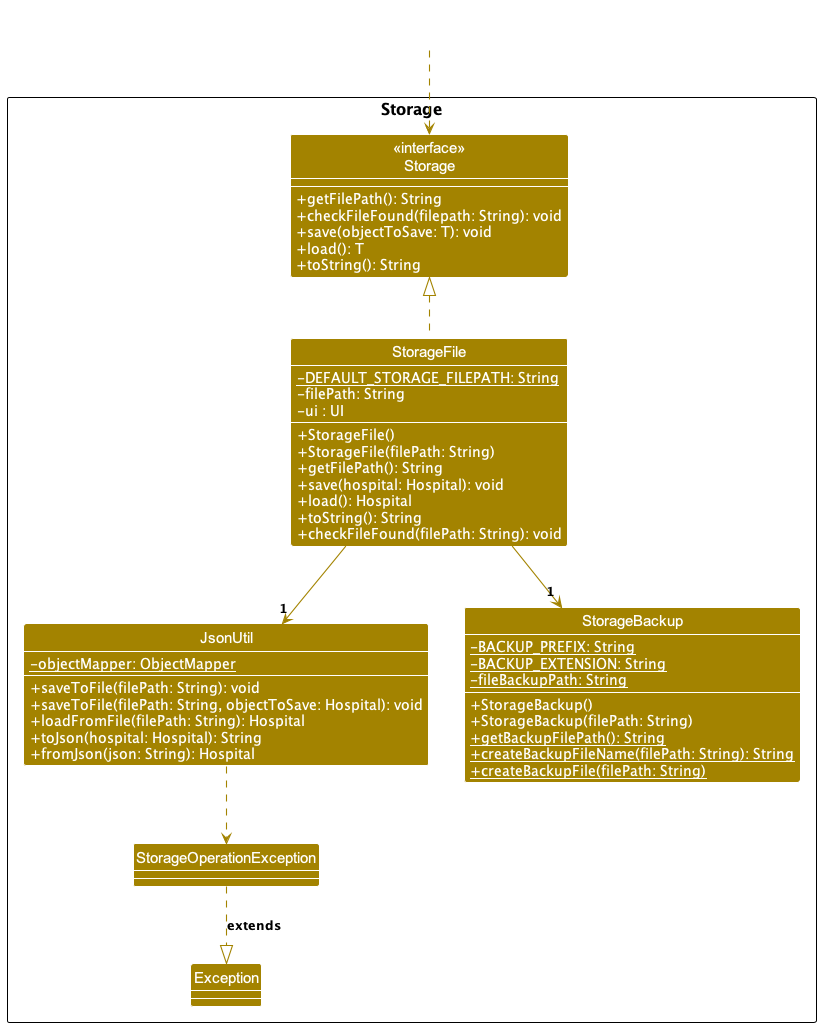 Storage
«interface»
Storage
+getFilePath(): String
+checkFileFound(filepath: String): void
+save(objectToSave: T): void
+load(): T
+toString(): String
StorageFile
-DEFAULT_STORAGE_FILEPATH: String
-filePath: String
-ui : UI
+StorageFile()
+StorageFile(filePath: String)
+getFilePath(): String
+save(hospital: Hospital): void
+load(): Hospital
+toString(): String
+checkFileFound(filePath: String): void
1
1
JsonUtil
-objectMapper: ObjectMapper
+saveToFile(filePath: String): void
+saveToFile(filePath: String, objectToSave: Hospital): void
+loadFromFile(filePath: String): Hospital
+toJson(hospital: Hospital): String
+fromJson(json: String): Hospital
StorageBackup
-BACKUP_PREFIX: String
-BACKUP_EXTENSION: String
-fileBackupPath: String
+StorageBackup()
+StorageBackup(filePath: String)
+getBackupFilePath(): String
+createBackupFileName(filePath: String): String
+createBackupFile(filePath: String)
StorageOperationException
extends
Exception